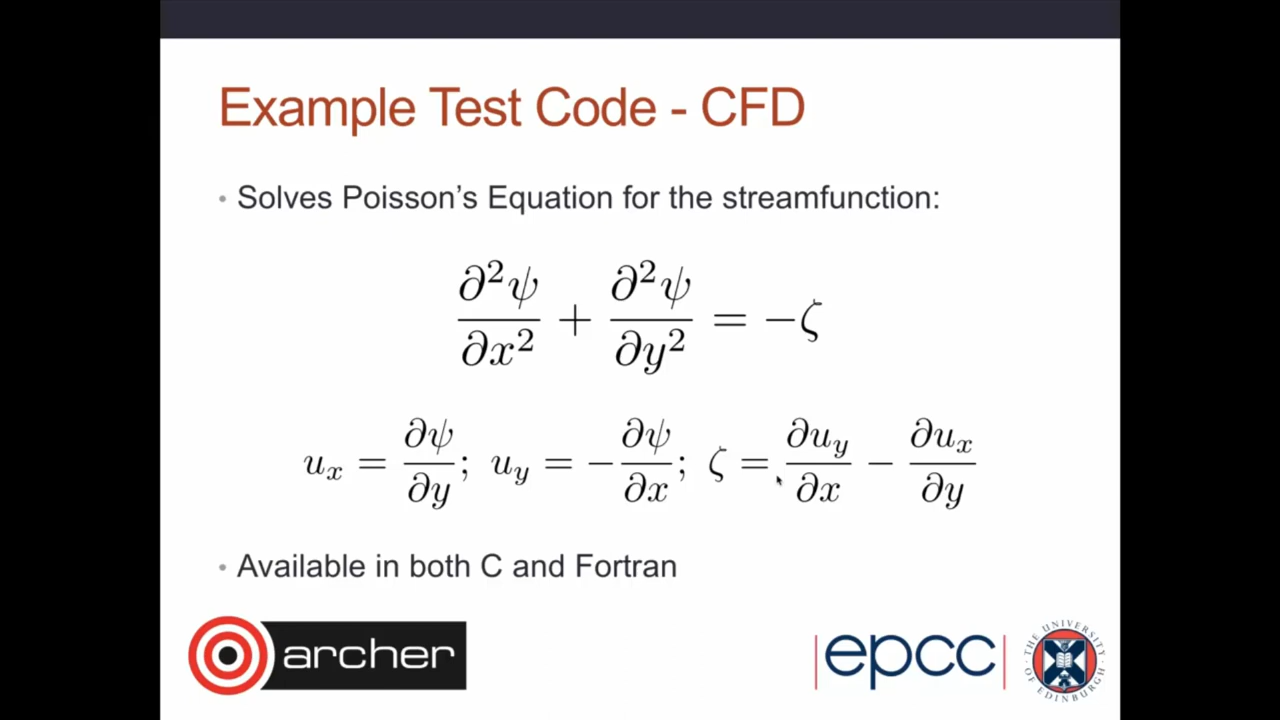 Example Test Code - CFD
• Solves Poisson's Equation for the streamfunction:
∂²ψ/∂x² + ∂²ψ/∂y² = −ζ
u_x = ∂ψ/∂y; u_y = −∂ψ/∂x; ζ = ∂u_y/∂x − ∂u_x/∂y
• Available in both C and Fortran
archer
|epcc|
THE UNIVERSITY OF EDINBURGH